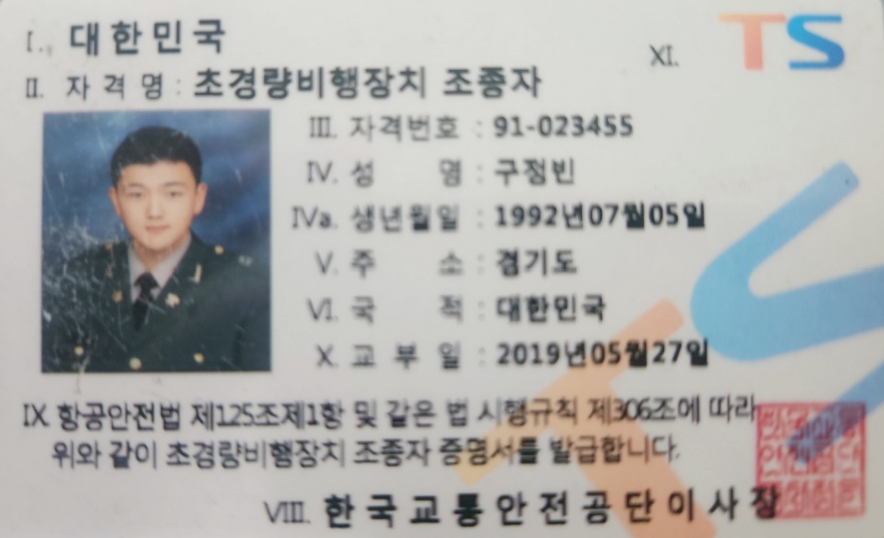 I. 대한민국
XI. TS
II. 자격명 : 초경량비행장치 조종자
III. 자격번호 : 91-023455
IV. 성 명 : 구정빈
IVa. 생년월일 : 1992년07월05일
V. 주 소 : 경기도
VI. 국 적 : 대한민국
X. 교 부 일 : 2019년05월27일
IX 항공안전법 제125조제1항 및 같은 법 시행규칙 제306조에 따라
위와 같이 초경량비행장치 조종자 증명서를 발급합니다.
VIII. 한국교통안전공단이사장